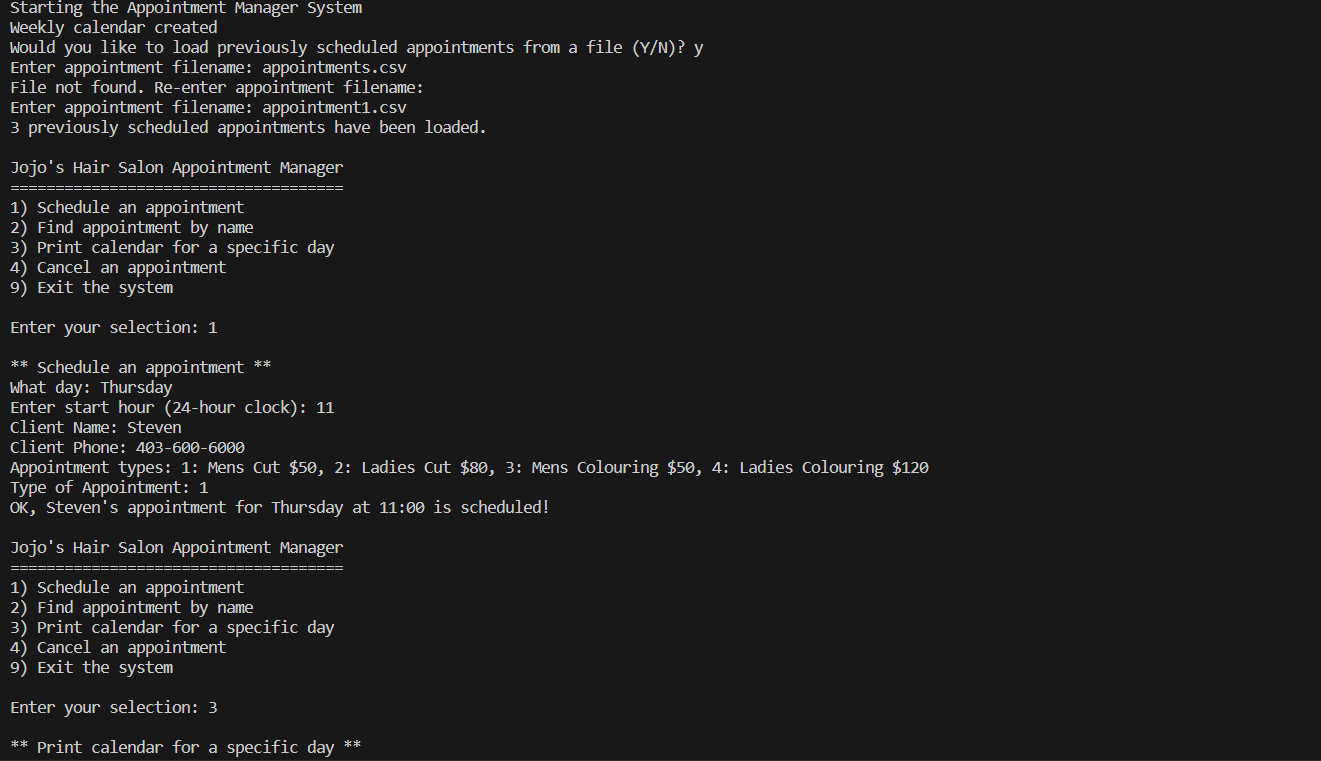 Starting the Appointment Manager System
Weekly calendar created
Would you like to load previously scheduled appointments from a file (Y/N)? y
Enter appointment filename: appointments.csv
File not found. Re-enter appointment filename:
Enter appointment filename: appointment1.csv
3 previously scheduled appointments have been loaded.
Jojo's Hair Salon Appointment Manager
=====================================
1) Schedule an appointment
2) Find appointment by name
3) Print calendar for a specific day
4) Cancel an appointment
9) Exit the system
Enter your selection: 1
** Schedule an appointment **
What day: Thursday
Enter start hour (24-hour clock): 11
Client Name: Steven
Client Phone: 403-600-6000
Appointment types: 1: Mens Cut $50, 2: Ladies Cut $80, 3: Mens Colouring $50, 4: Ladies Colouring $120
Type of Appointment: 1
OK, Steven's appointment for Thursday at 11:00 is scheduled!
Jojo's Hair Salon Appointment Manager
=====================================
1) Schedule an appointment
2) Find appointment by name
3) Print calendar for a specific day
4) Cancel an appointment
9) Exit the system
Enter your selection: 3
** Print calendar for a specific day **